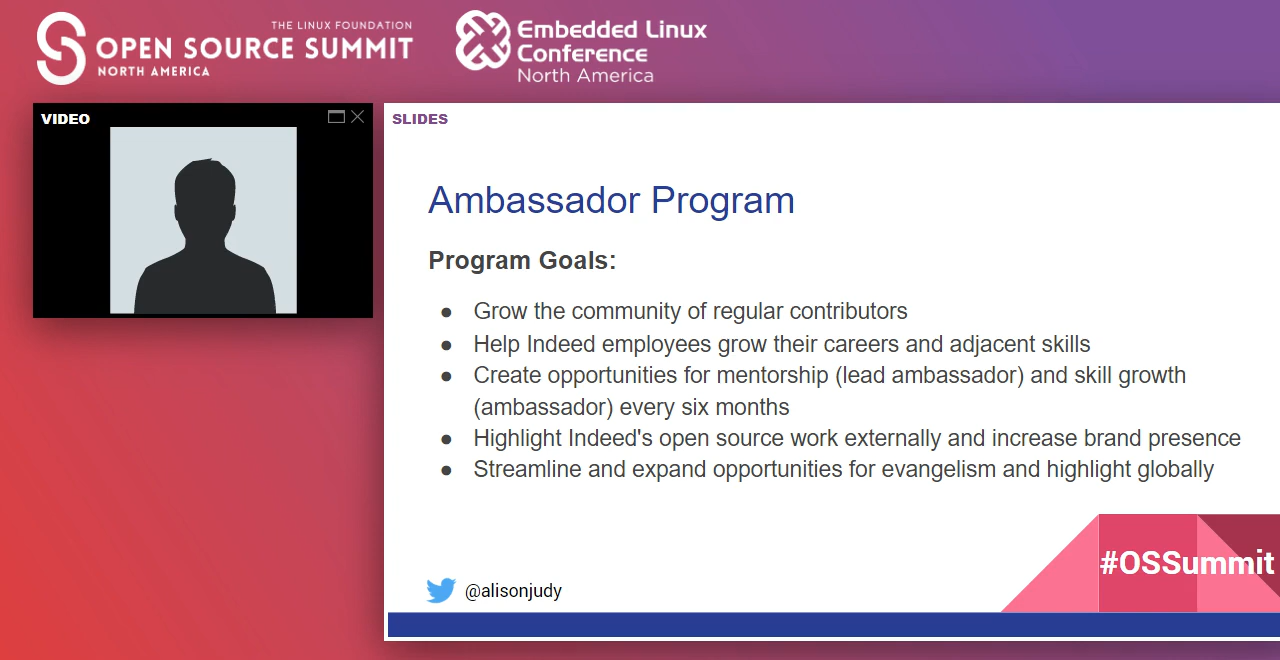 THE LINUX FOUNDATION
OPEN SOURCE SUMMIT
NORTH AMERICA
Embedded Linux
Conference
North America
VIDEO
SLIDES
Ambassador Program
Program Goals:
● Grow the community of regular contributors
● Help Indeed employees grow their careers and adjacent skills
● Create opportunities for mentorship (lead ambassador) and skill growth
(ambassador) every six months
● Highlight Indeed's open source work externally and increase brand presence
● Streamline and expand opportunities for evangelism and highlight globally
#OSSummit
@alisonjudy